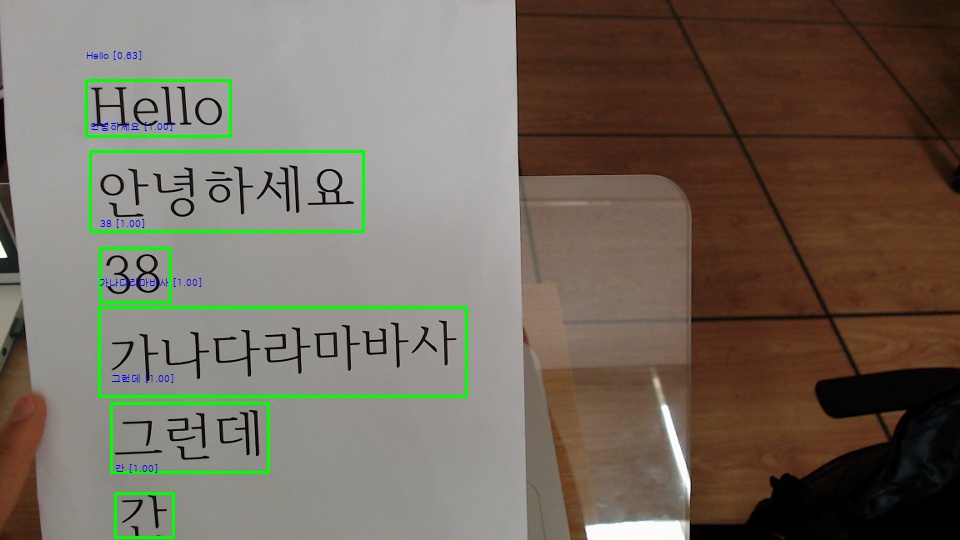 Hello [0.63]
Hello
안녕하세요 [1.00]
안녕하세요
38 [1.00]
38
가나다라마바사 [1.00]
가나다라마바사
그런데 [1.00]
그런데
칸 [1.00]